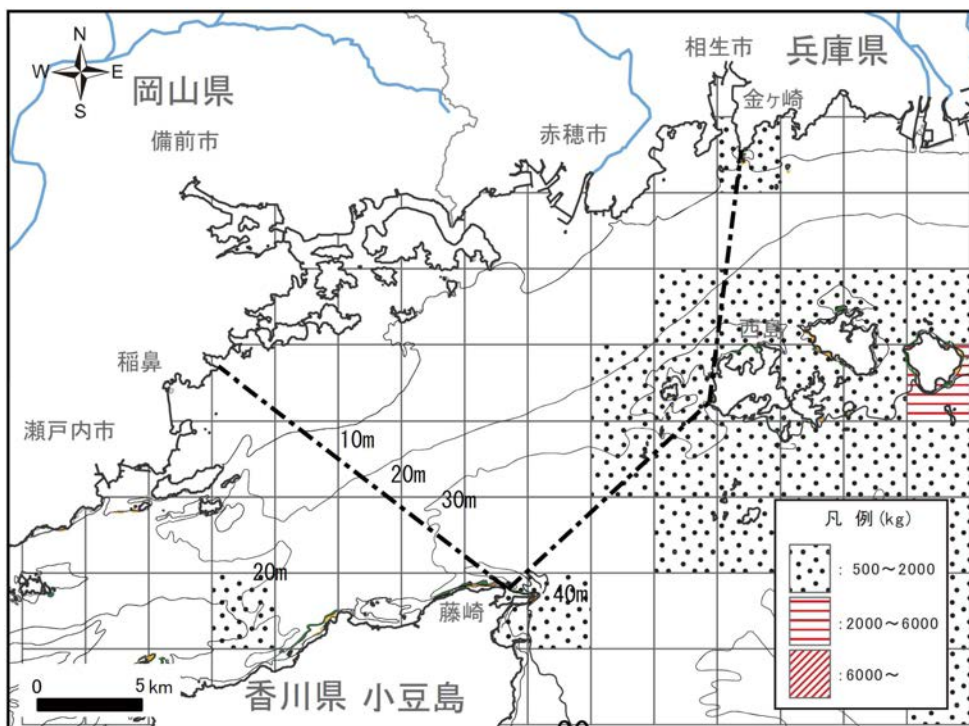 N
W E
S
岡山県
備前市
相生市
兵庫県
金ヶ崎
赤穂市
西島
稲鼻
瀬戸内市
10m
20m
30m
20m
40m
藤崎
凡 例 (kg)
: 500～2000
: 2000～6000
: 6000～
0 5 km
香川県 小豆島